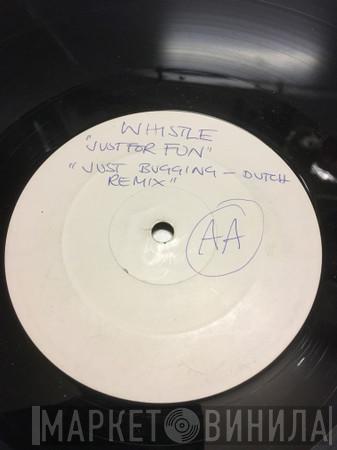 WHISTLE
"JUST FOR FUN"
"JUST BUGGING - DUTCH
REMIX"
AA
МАРКЕТ ВИНИЛА